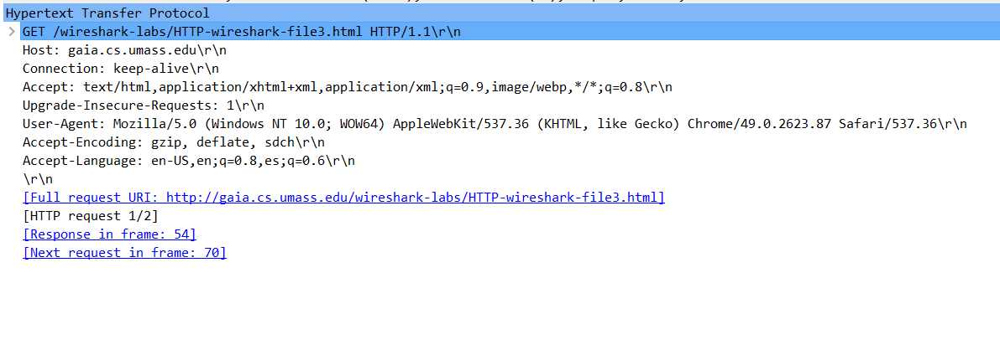 Hypertext Transfer Protocol
GET /wireshark-labs/HTTP-wireshark-file3.html HTTP/1.1\r\n
Host: gaia.cs.umass.edu\r\n
Connection: keep-alive\r\n
Accept: text/html,application/xhtml+xml,application/xml;q=0.9,image/webp,*/*;q=0.8\r\n
Upgrade-Insecure-Requests: 1\r\n
User-Agent: Mozilla/5.0 (Windows NT 10.0; WOW64) AppleWebKit/537.36 (KHTML, like Gecko) Chrome/49.0.2623.87 Safari/537.36\r\n
Accept-Encoding: gzip, deflate, sdch\r\n
Accept-Language: en-US,en;q=0.8,es;q=0.6\r\n
\r\n
[Full request URI: http://gaia.cs.umass.edu/wireshark-labs/HTTP-wireshark-file3.html]
[HTTP request 1/2]
[Response in frame: 54]
[Next request in frame: 70]